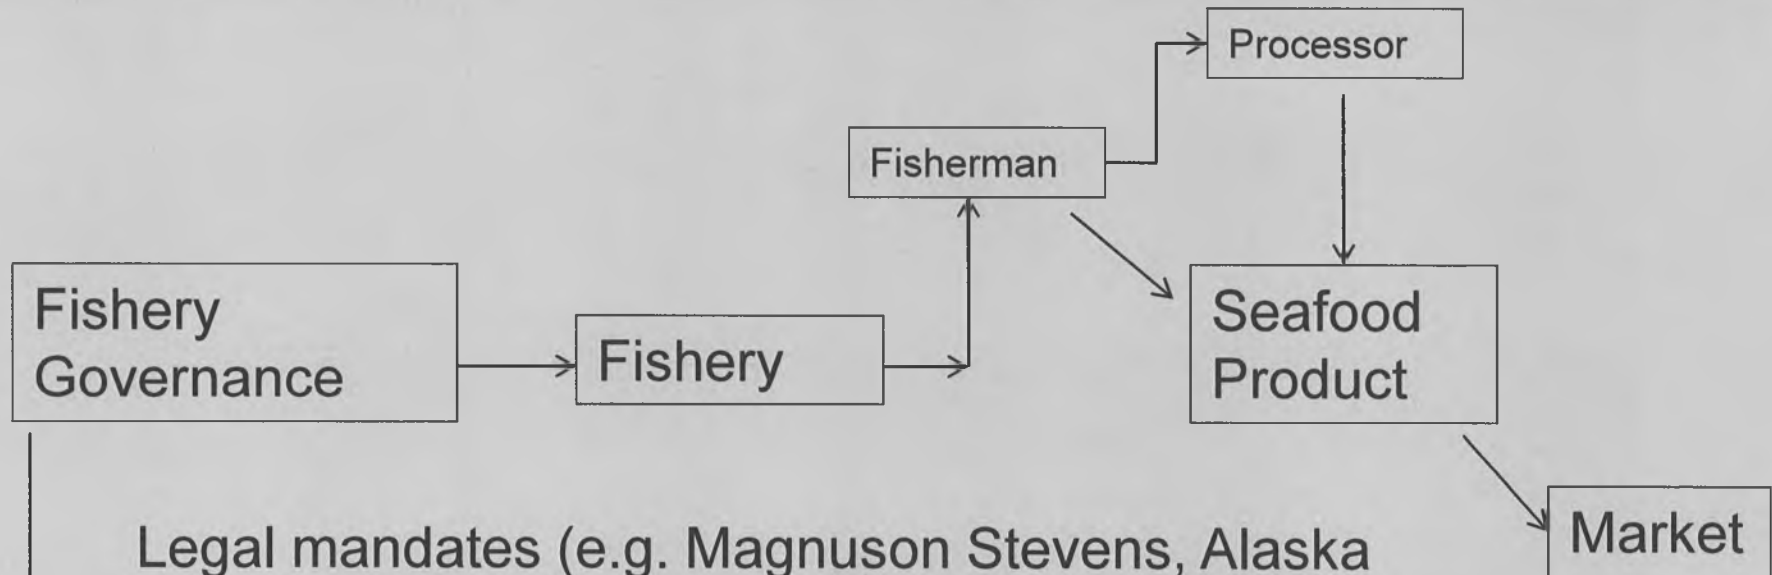 Processor
Fisherman
Fishery
Governance
Fishery
Seafood
Product
Market
Legal mandates (e.g. Magnuson Stevens, Alaska